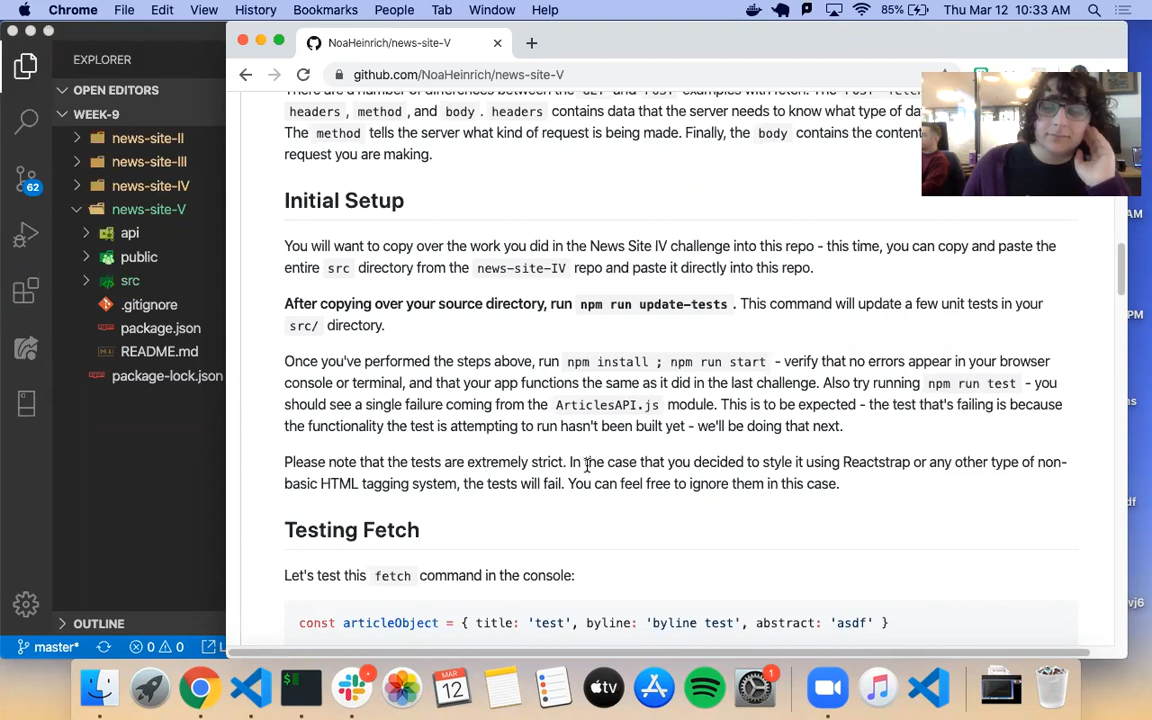 Chrome File Edit View History Bookmarks People Tab Window Help 85% Thu Mar 12 10:33 AM
NoaHeinrich/news-site-V
github.com/NoaHeinrich/news-site-V
EXPLORER
OPEN EDITORS
WEEK-9
news-site-II
news-site-III
news-site-IV
news-site-V
api
public
src
.gitignore
package.json
README.md
package-lock.json
62
OUTLINE
master* 0 0
There are a number of differences between the
headers , method , and body . headers contains data that the server needs to know what type of
The method tells the server what kind of request is being made. Finally, the body contains the content
request you are making.
Initial Setup
You will want to copy over the work you did in the News Site IV challenge into this repo - this time, you can copy and paste the
entire src directory from the news-site-IV repo and paste it directly into this repo.
After copying over your source directory, run npm run update-tests . This command will update a few unit tests in your
src/ directory.
Once you've performed the steps above, run npm install ; npm run start - verify that no errors appear in your browser
console or terminal, and that your app functions the same as it did in the last challenge. Also try running npm run test - you
should see a single failure coming from the ArticlesAPI.js module. This is to be expected - the test that's failing is because
the functionality the test is attempting to run hasn't been built yet - we'll be doing that next.
Please note that the tests are extremely strict. In the case that you decided to style it using Reactstrap or any other type of non-
basic HTML tagging system, the tests will fail. You can feel free to ignore them in this case.
Testing Fetch
Let's test this fetch command in the console:
const articleObject = { title: 'test', byline: 'byline test', abstract: 'asdf' }
AM
PM
ns
df
vj6
MAR
12
tv
1